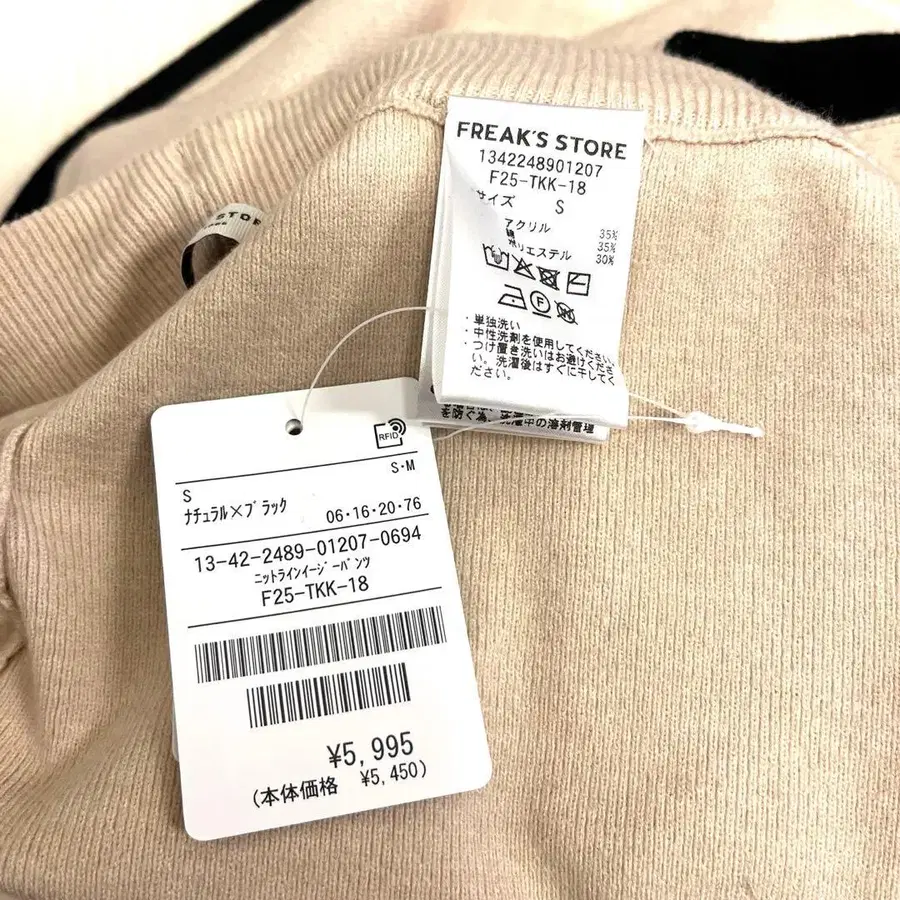 FREAK'S STORE
1342248901207
F25-TKK-18
サイズ S
アクリル 35%
綿 35%
ポリエステル 30%
・単独洗い
・中性洗剤を使用してください。
・つけ置き洗いはお避けくださ
い。洗濯後はすぐに干してく
ださい。
STOR
RFID
S・M
S
ナチュラル×ブラック 06・16・20・76
13-42-2489-01207-0694
ニットラインイージーパンツ
F25-TKK-18
¥5,995
(本体価格 ¥5,450)